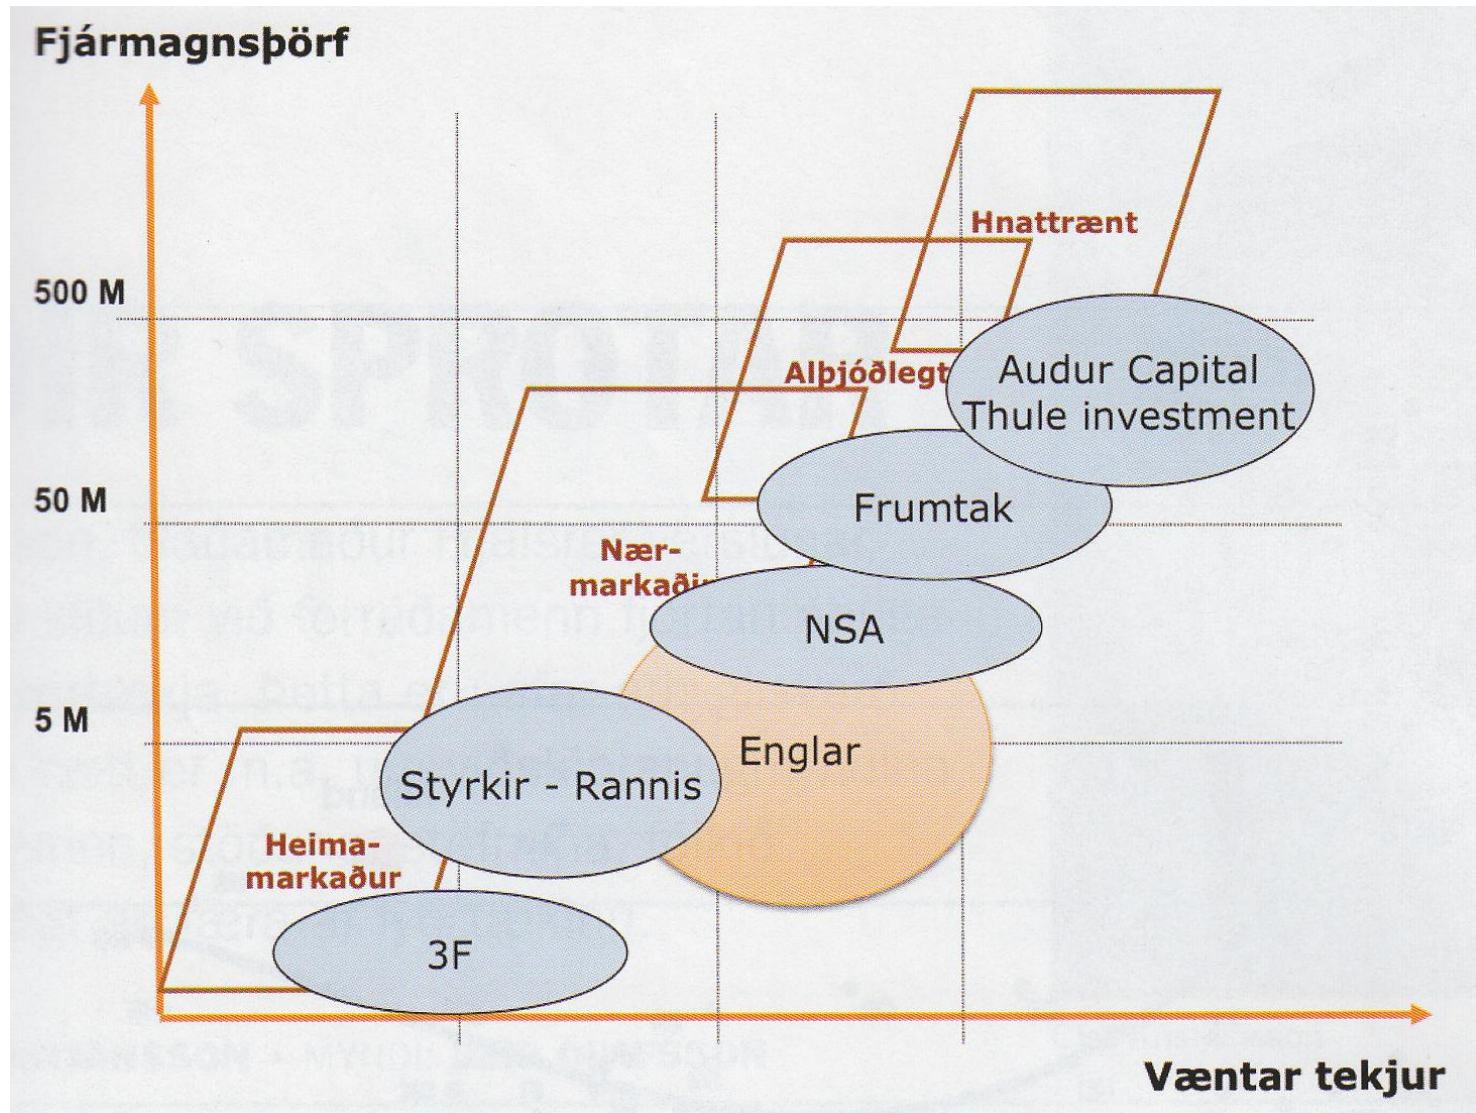 Fjármagnsþörf
500 M
50 M
5 M
Hnattrænt
Alþjóðlegt
Audur Capital
Thule investment
Frumtak
Nær-
markaðir
NSA
Englar
Styrkir - Rannis
Heima-
markaður
3F
Væntar tekjur